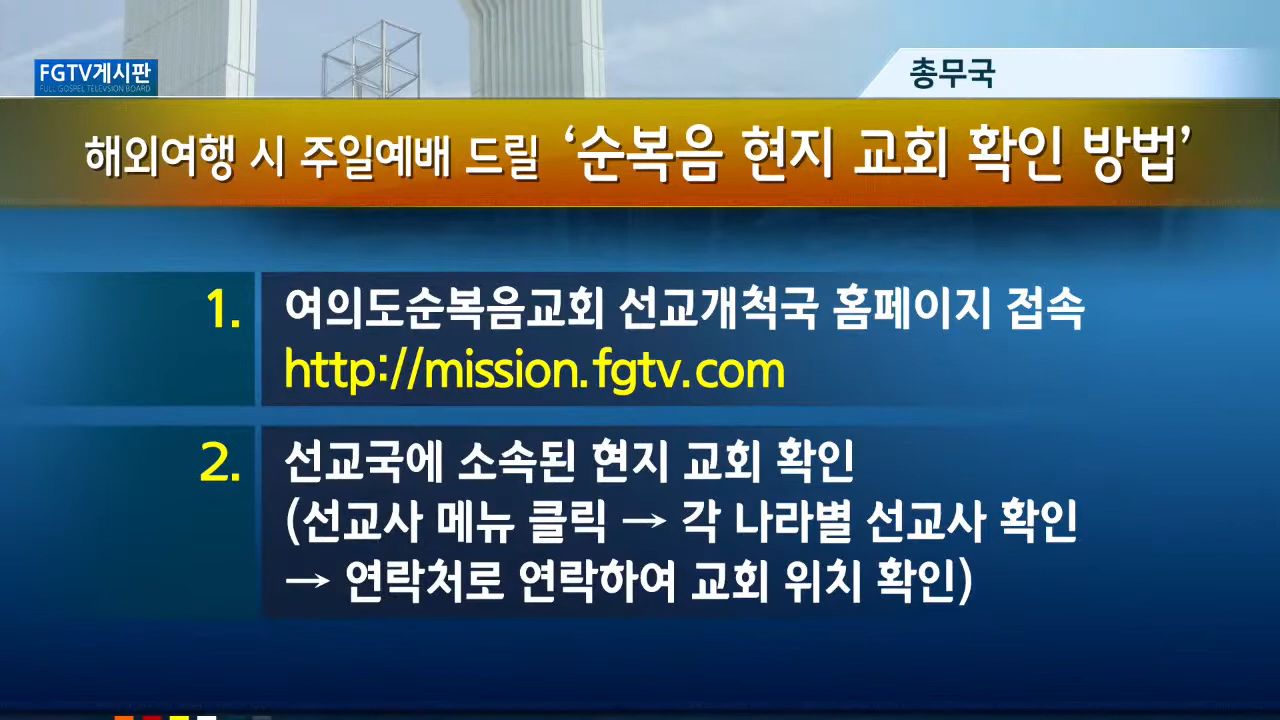 FGTV게시판
FULL GOSPEL TELEVSION BOARD
총무국
해외여행 시 주일예배 드릴 ‘순복음 현지 교회 확인 방법’
1. 여의도순복음교회 선교개척국 홈페이지 접속
http://mission.fgtv.com
2. 선교국에 소속된 현지 교회 확인
(선교사 메뉴 클릭 → 각 나라별 선교사 확인
→ 연락처로 연락하여 교회 위치 확인)